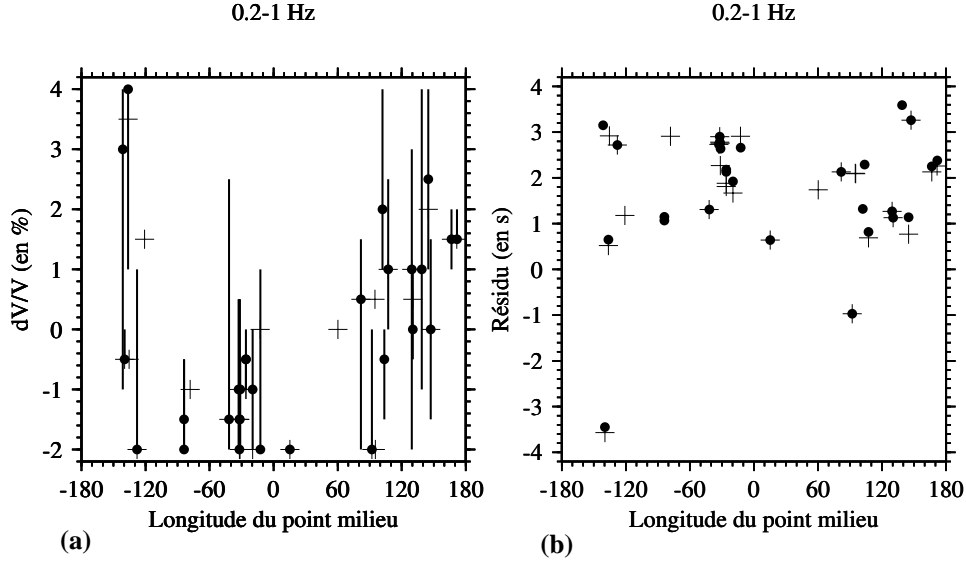 0.2-1 Hz
0.2-1 Hz
dV/V (en %)
4
3
2
1
0
-1
-2
-180 -120 -60 0 60 120 180
Longitude du point milieu
(a)
Résidu (en s)
4
3
2
1
0
-1
-2
-3
-4
-180 -120 -60 0 60 120 180
Longitude du point milieu
(b)